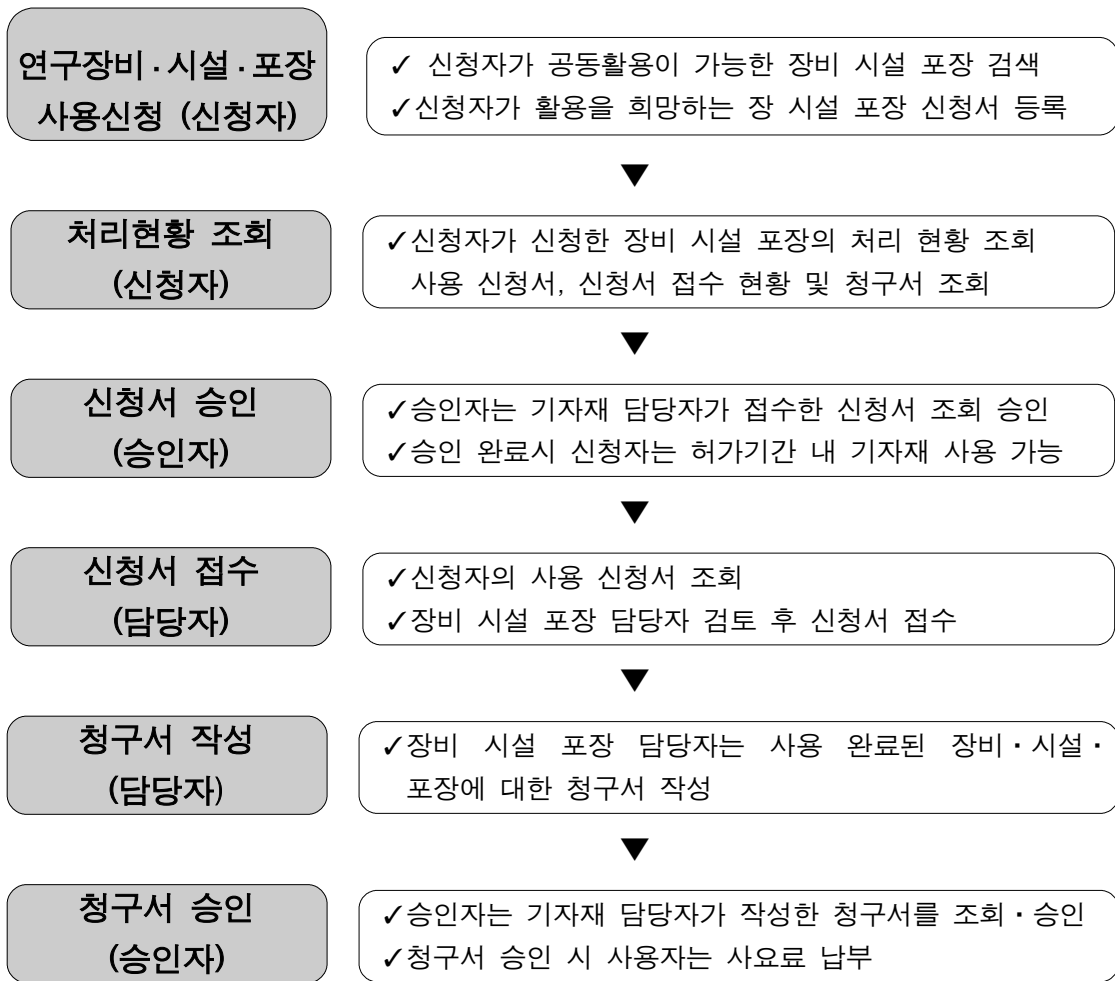 연구장비·시설·포장
사용신청 (신청자)
✓ 신청자가 공동활용이 가능한 장비 시설 포장 검색
✓신청자가 활용을 희망하는 장 시설 포장 신청서 등록
▼
처리현황 조회
(신청자)
✓신청자가 신청한 장비 시설 포장의 처리 현황 조회
사용 신청서, 신청서 접수 현황 및 청구서 조회
▼
신청서 승인
(승인자)
✓승인자는 기자재 담당자가 접수한 신청서 조회 승인
✓승인 완료시 신청자는 허가기간 내 기자재 사용 가능
▼
신청서 접수
(담당자)
✓신청자의 사용 신청서 조회
✓장비 시설 포장 담당자 검토 후 신청서 접수
▼
청구서 작성
(담당자)
✓장비 시설 포장 담당자는 사용 완료된 장비·시설·
포장에 대한 청구서 작성
▼
청구서 승인
(승인자)
✓승인자는 기자재 담당자가 작성한 청구서를 조회·승인
✓청구서 승인 시 사용자는 사요료 납부